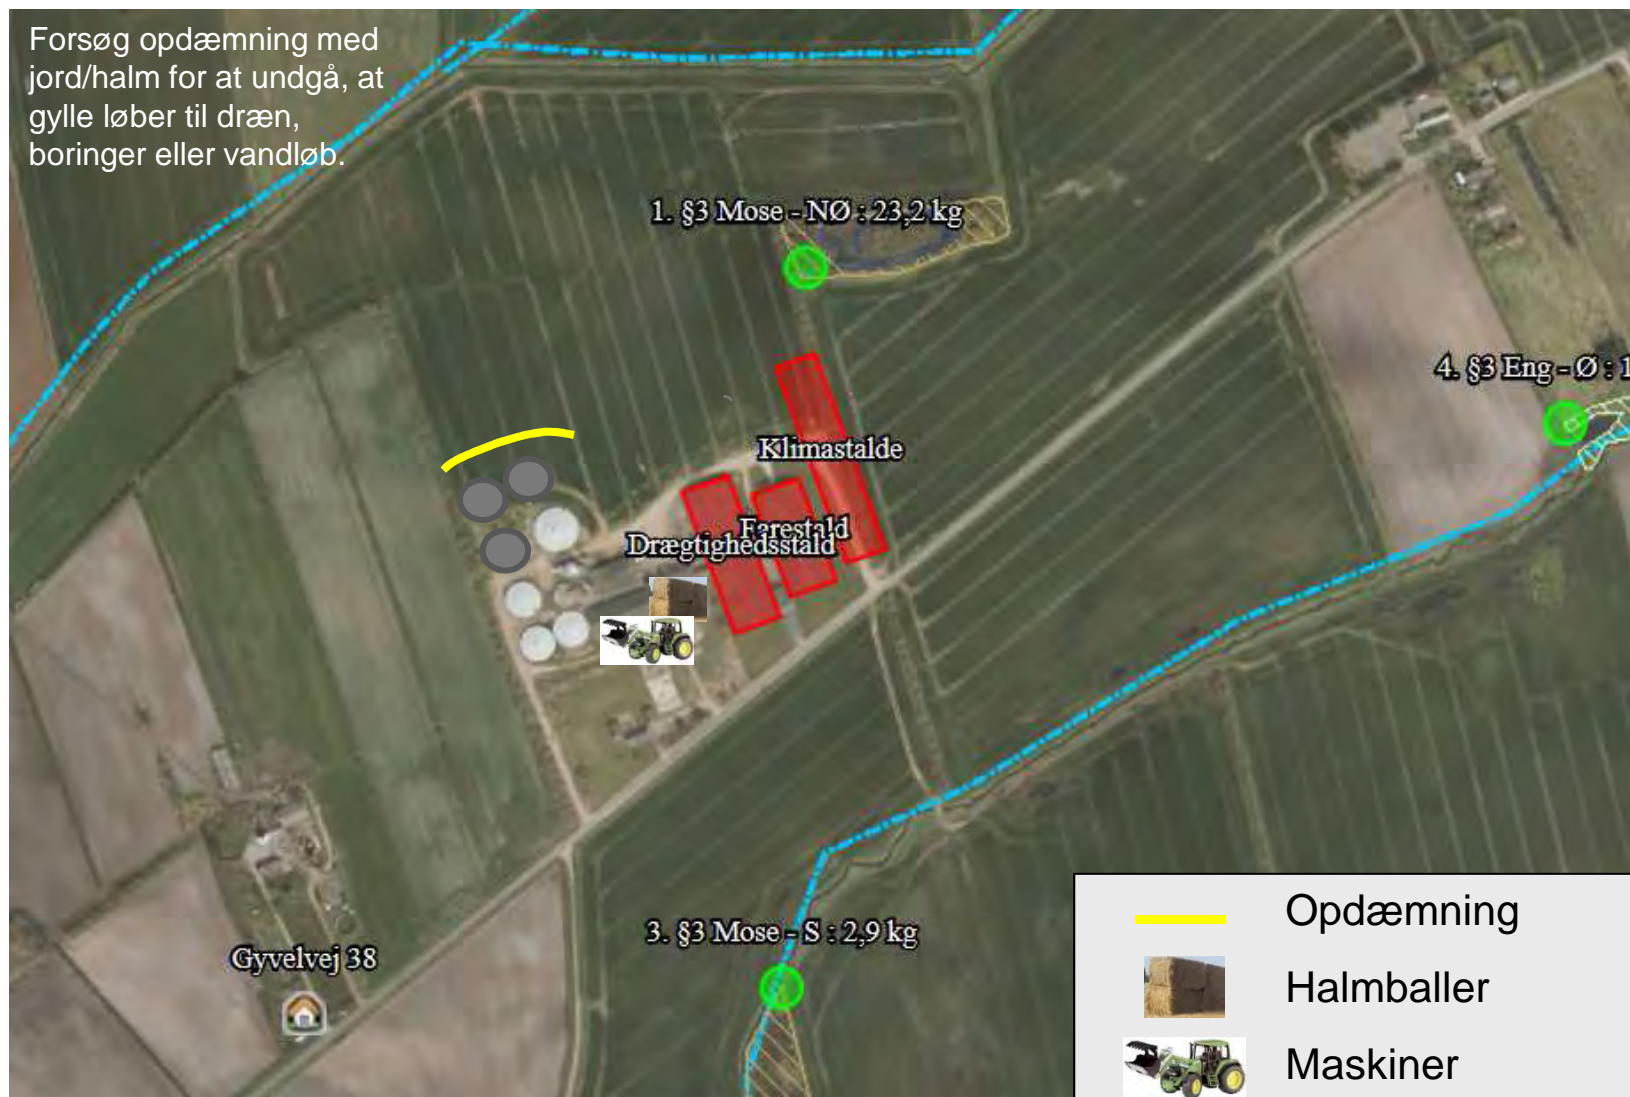 Forsøg opdæmning med
jord/halm for at undgå, at
gylle løber til dræn,
boringer eller vandløb.
1. §3 Mose - NØ : 23,2 kg
4. §3 Eng - Ø : 1
Klimastalde
Farestald
Drægtighedsstald
3. §3 Mose - S : 2,9 kg
Gyvelvej 38
Opdæmning
Halmballer
Maskiner